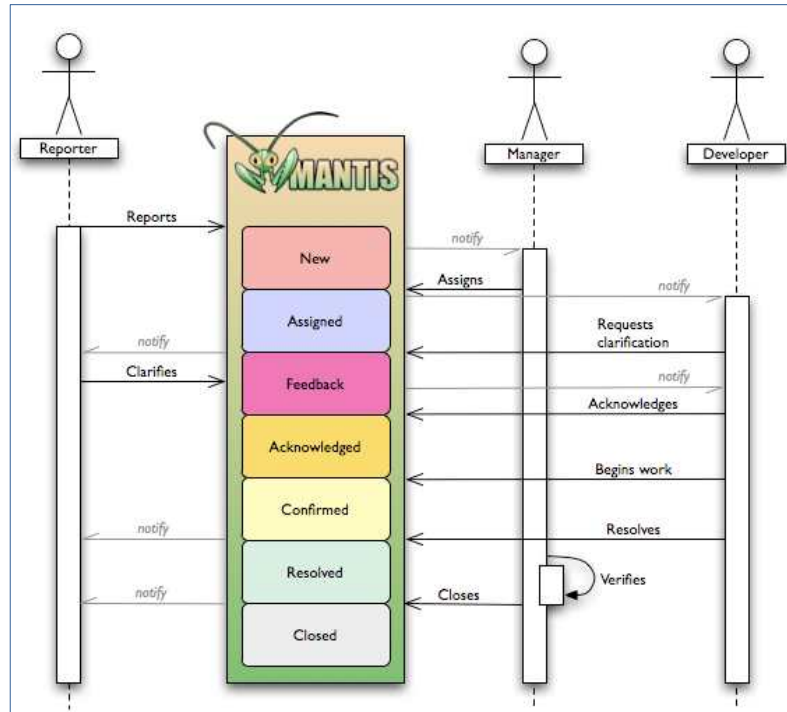 Reporter
Manager
Developer
MANTIS
Reports
notify
New
Assigns
notify
Assigned
Requests
clarification
notify
Clarifies
Feedback
notify
Acknowledges
Acknowledged
Begins work
Confirmed
notify
Resolves
Resolved
Verifies
notify
Closes
Closed